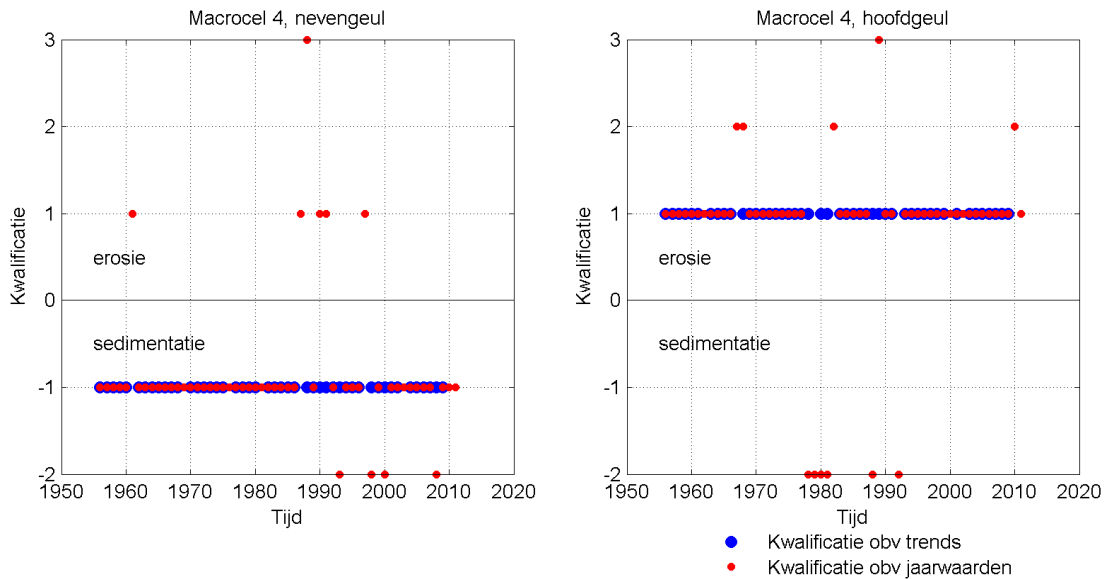 Macrocel 4, nevengeul
3
2
1
0
-1
-2
Kwalificatie
erosie
sedimentatie
1950 1960 1970 1980 1990 2000 2010 2020
Tijd
Macrocel 4, hoofdgeul
3
2
1
0
-1
-2
Kwalificatie
erosie
sedimentatie
1950 1960 1970 1980 1990 2000 2010 2020
Tijd
Kwalificatie obv trends
Kwalificatie obv jaarwaarden